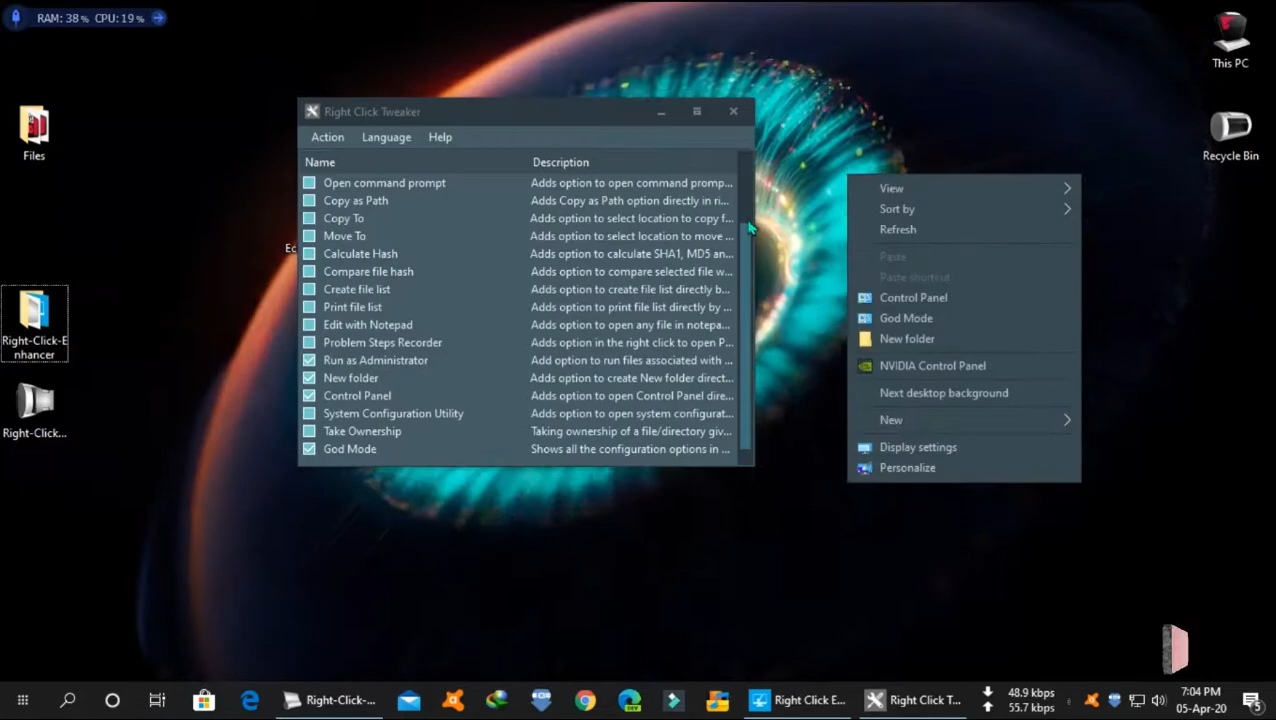 RAM: 38% CPU: 19%
This PC
Recycle Bin
Files
Ec
Right-Click-E
nhancer
Right-Click...
Right Click Tweaker
Action Language Help
Name Description
Open command prompt Adds option to open command promp...
Copy as Path Adds Copy as Path option directly in ri...
Copy To Adds option to select location to copy f...
Move To Adds option to select location to move ...
Calculate Hash Adds option to calculate SHA1, MD5 an...
Compare file hash Adds option to compare selected file w...
Create file list Adds option to create file list directly b...
Print file list Adds option to print file list directly by ...
Edit with Notepad Adds option to open any file in notepa...
Problem Steps Recorder Adds option in the right click to open P...
Run as Administrator Add option to run files associated with ...
New folder Adds option to create New folder direct...
Control Panel Adds option to open Control Panel dire...
System Configuration Utility Adds option to open system configurat...
Take Ownership Taking ownership of a file/directory giv...
God Mode Shows all the configuration options in ...
View
Sort by
Refresh
Paste
Paste shortcut
Control Panel
God Mode
New folder
NVIDIA Control Panel
Next desktop background
New
Display settings
Personalize
Right-Click-...
DEV
Right Click E...
Right Click T...
48.9 kbps
55.7 kbps
7:04 PM
05-Apr-20
5